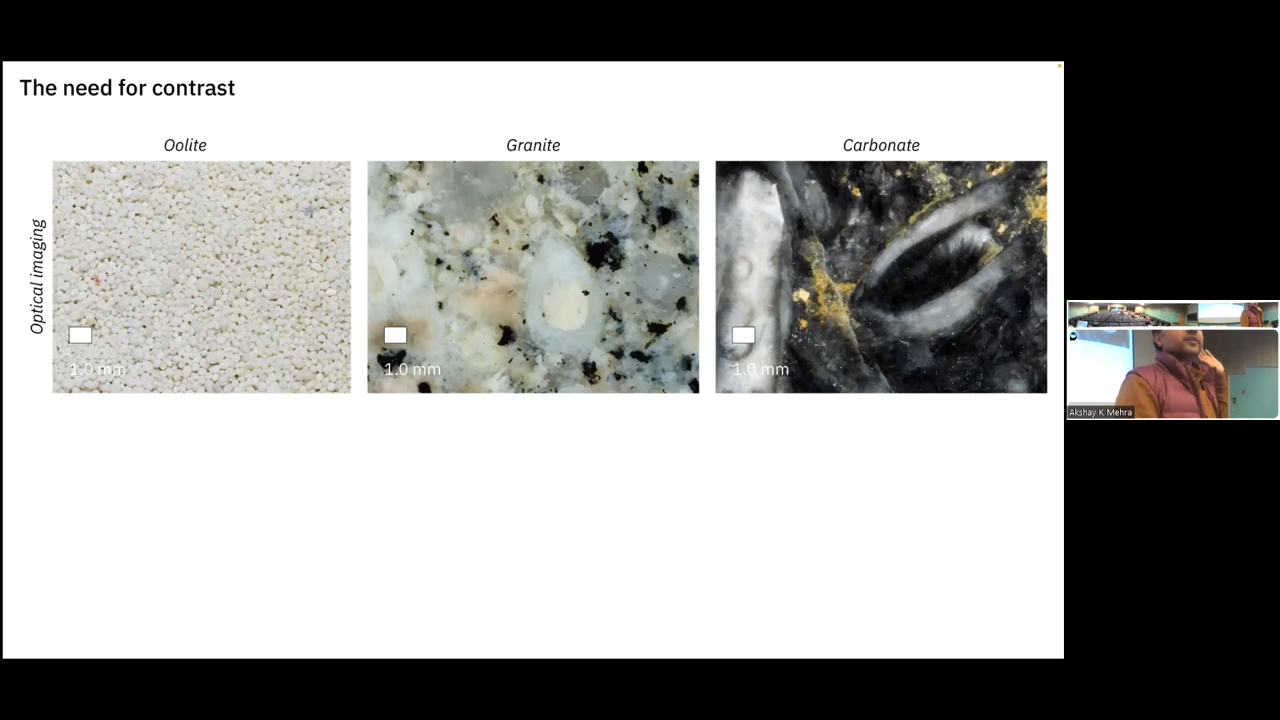 The need for contrast
Oolite
Granite
Carbonate
Optical imaging
1.0 mm
1.0 mm
1.0 mm
Akshay K Mehra